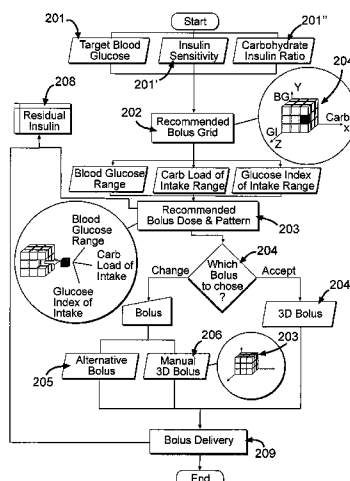 Start
201
201"
Target Blood
Glucose
Insulin
Sensitivity
Carbohydrate
Insulin Ratio
201'
208
Residual
Insulin
202
Recommended
Bolus Grid
204
Y
BG
Carb
X
GI
Z
Blood Glucose
Range
Carb Load of
Intake Range
Glucose Index
of Intake Range
Recommended
Bolus Dose & Pattern
203
Blood Glucose
Range
Carb
Load of
Intake
Glucose
Index of
Intake
204
Change
Which
Bolus
to chose
?
Accept
Bolus
204
3D Bolus
206
203
Alternative
Bolus
Manual
3D Bolus
205
Bolus Delivery
209
End